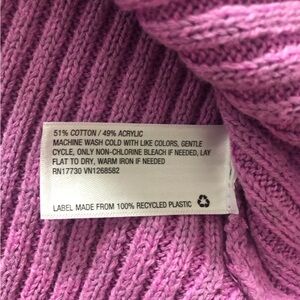 51% COTTON / 49% ACRYLIC
MACHINE WASH COLD WITH LIKE COLORS, GENTLE
CYCLE, ONLY NON-CHLORINE BLEACH IF NEEDED, LAY
FLAT TO DRY, WARM IRON IF NEEDED
RN17730 VN1268582
LABEL MADE FROM 100% RECYCLED PLASTIC